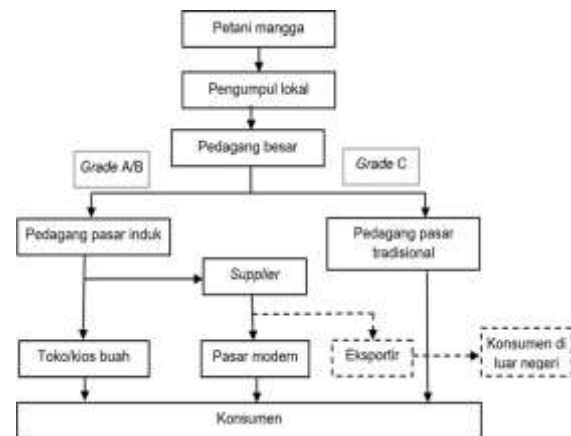 Petani mangga
Pengumpul lokal
Pedagang besar
Grade A/B
Grade C
Pedagang pasar induk
Pedagang pasar
tradisional
Supplier
Toko/kios buah
Pasar modern
Eksportir
Konsumen di
luar negeri
Konsumen